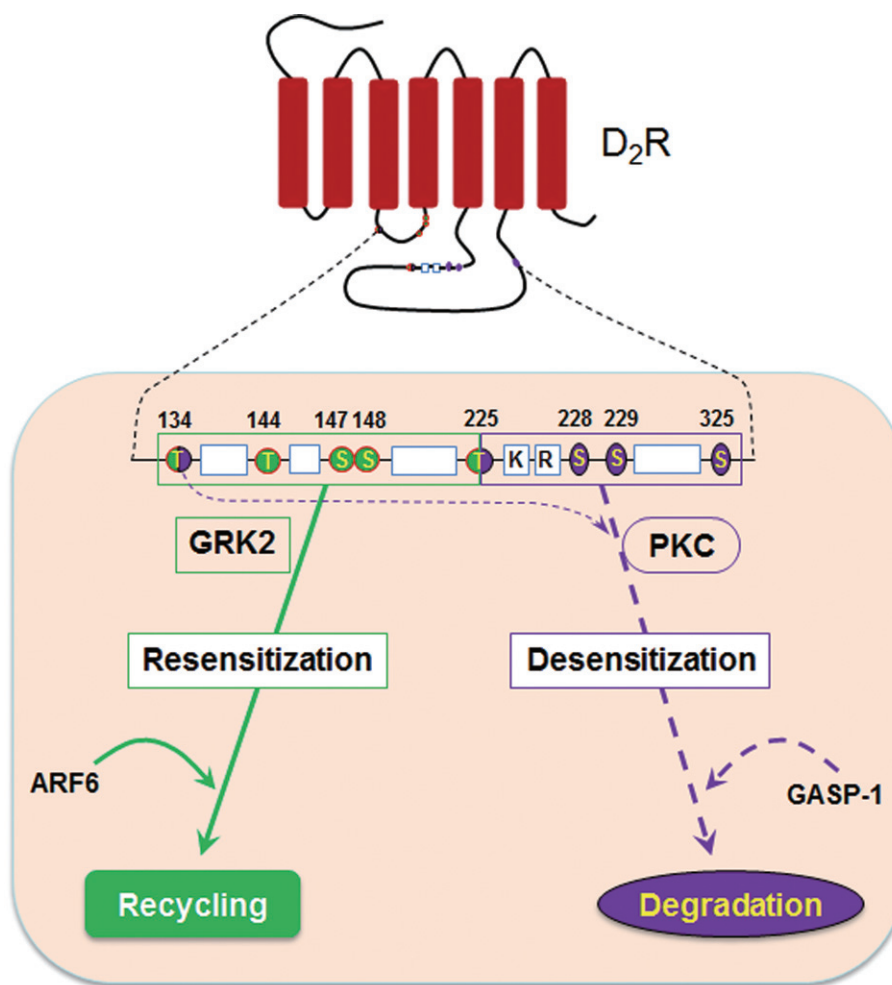 D₂R
134 144 147 148 225 228 229 325
T T S S T K R S S S
GRK2 PKC
Resensitization Desensitization
ARF6 GASP-1
Recycling Degradation